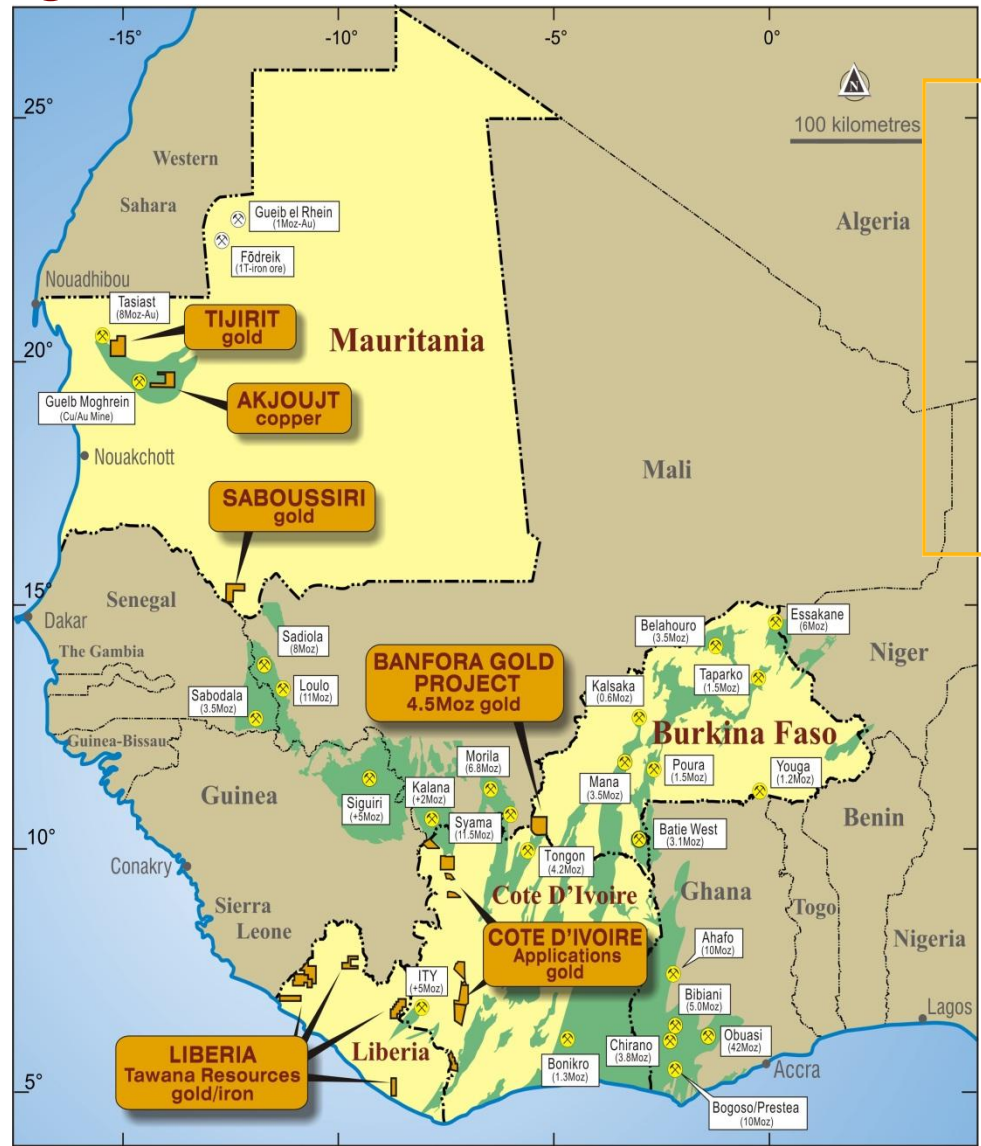 -15°
-10°
-5°
0°
25°
20°
15°
10°
5°
N
100 kilometres
Western
Sahara
Algeria
Gueib el Rhein
(1Moz-Au)
Fōdreik
(1T-iron ore)
Nouadhibou
Tasiast
(8Moz-Au)
TIJIRIT
gold
Mauritania
Guelb Moghrein
(Cu/Au Mine)
AKJOUJT
copper
Nouakchott
Mali
SABOUSSIRI
gold
Senegal
Dakar
The Gambia
Sadiola
(8Moz)
Loulo
(11Moz)
Sabodala
(3.5Moz)
Guinea-Bissau
BANFORA GOLD
PROJECT
4.5Moz gold
Belahouro
(3.5Moz)
Essakane
(6Moz)
Niger
Taparko
(1.5Moz)
Kalsaka
(0.6Moz)
Burkina Faso
Mana
(3.5Moz)
Poura
(1.5Moz)
Youga
(1.2Moz)
Guinea
Siguiri
(+5Moz)
Kalana
(+2Moz)
Morila
(6.8Moz)
Syama
(11.5Moz)
Batie West
(3.1Moz)
Benin
Conakry
Tongon
(4.2Moz)
Cote D'Ivoire
Ghana
Togo
Nigeria
Sierra
Leone
COTE D'IVOIRE
Applications
gold
Ahafo
(10Moz)
ITY
(+5Moz)
Bibiani
(5.0Moz)
Obuasi
(42Moz)
Chirano
(3.8Moz)
Lagos
LIBERIA
Tawana Resources
gold/iron
Liberia
Bonikro
(1.3Moz)
Accra
Bogoso/Prestea
(10Moz)